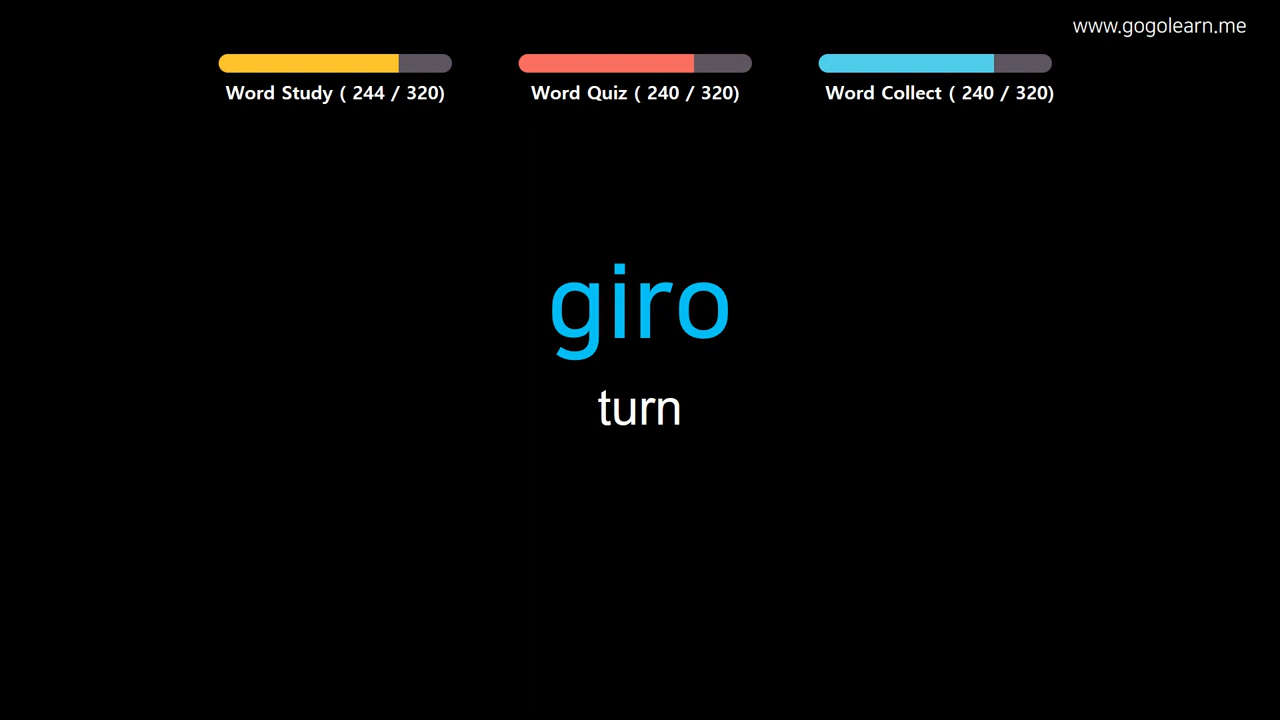 www.gogolearn.me
Word Study ( 244 / 320)
Word Quiz ( 240 / 320)
Word Collect ( 240 / 320)
giro
turn